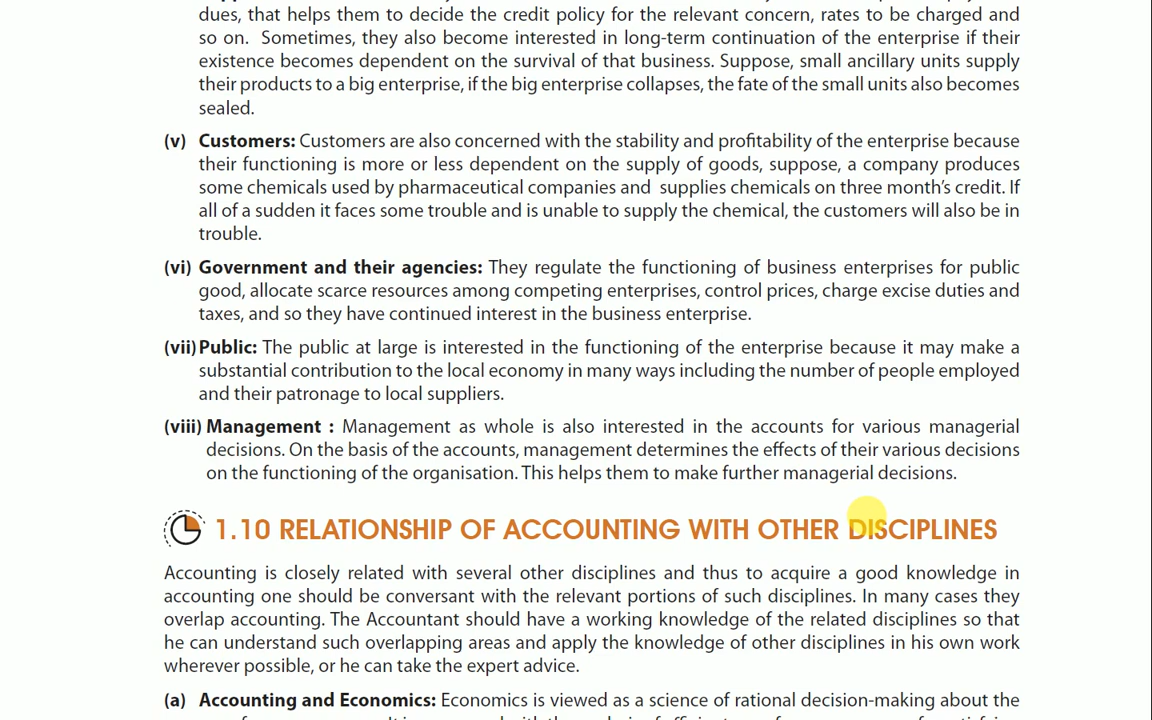 dues, that helps them to decide the credit policy for the relevant concern, rates to be charged and
so on. Sometimes, they also become interested in long-term continuation of the enterprise if their
existence becomes dependent on the survival of that business. Suppose, small ancillary units supply
their products to a big enterprise, if the big enterprise collapses, the fate of the small units also becomes
sealed.
(v) Customers: Customers are also concerned with the stability and profitability of the enterprise because
their functioning is more or less dependent on the supply of goods, suppose, a company produces
some chemicals used by pharmaceutical companies and supplies chemicals on three month's credit. If
all of a sudden it faces some trouble and is unable to supply the chemical, the customers will also be in
trouble.
(vi) Government and their agencies: They regulate the functioning of business enterprises for public
good, allocate scarce resources among competing enterprises, control prices, charge excise duties and
taxes, and so they have continued interest in the business enterprise.
(vii) Public: The public at large is interested in the functioning of the enterprise because it may make a
substantial contribution to the local economy in many ways including the number of people employed
and their patronage to local suppliers.
(viii) Management : Management as whole is also interested in the accounts for various managerial
decisions. On the basis of the accounts, management determines the effects of their various decisions
on the functioning of the organisation. This helps them to make further managerial decisions.
1.10 RELATIONSHIP OF ACCOUNTING WITH OTHER DISCIPLINES
Accounting is closely related with several other disciplines and thus to acquire a good knowledge in
accounting one should be conversant with the relevant portions of such disciplines. In many cases they
overlap accounting. The Accountant should have a working knowledge of the related disciplines so that
he can understand such overlapping areas and apply the knowledge of other disciplines in his own work
wherever possible, or he can take the expert advice.
(a) Accounting and Economics: Economics is viewed as a science of rational decision-making about the